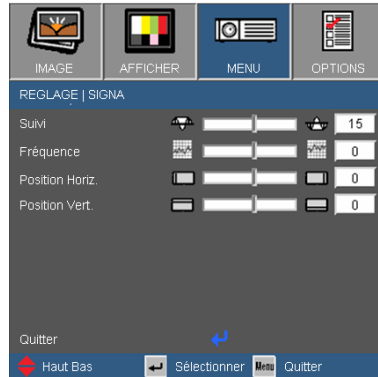 IMAGE AFFICHER MENU OPTIONS
REGLAGE | SIGNA
Suivi 15
Fréquence 0
Position Horiz. 0
Position Vert. 0
Quitter
Haut Bas Sélectionner Menu Quitter